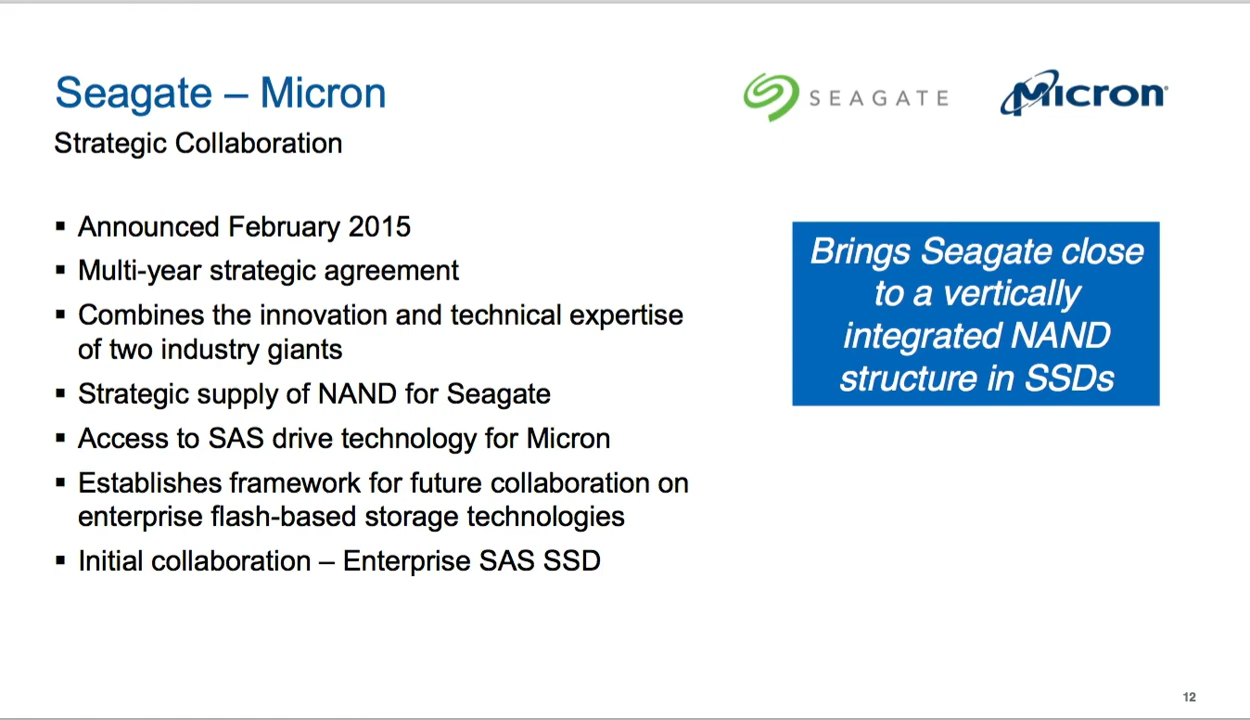 Seagate – Micron
Strategic Collaboration
SEAGATE
Micron
▪ Announced February 2015
▪ Multi-year strategic agreement
▪ Combines the innovation and technical expertise
of two industry giants
▪ Strategic supply of NAND for Seagate
▪ Access to SAS drive technology for Micron
▪ Establishes framework for future collaboration on
enterprise flash-based storage technologies
▪ Initial collaboration – Enterprise SAS SSD
Brings Seagate close
to a vertically
integrated NAND
structure in SSDs
12